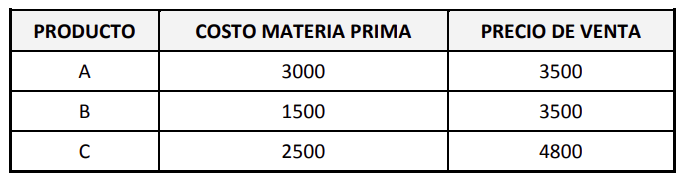 PRODUCTO COSTO MATERIA PRIMA PRECIO DE VENTA
A 3000 3500
B 1500 3500
C 2500 4800